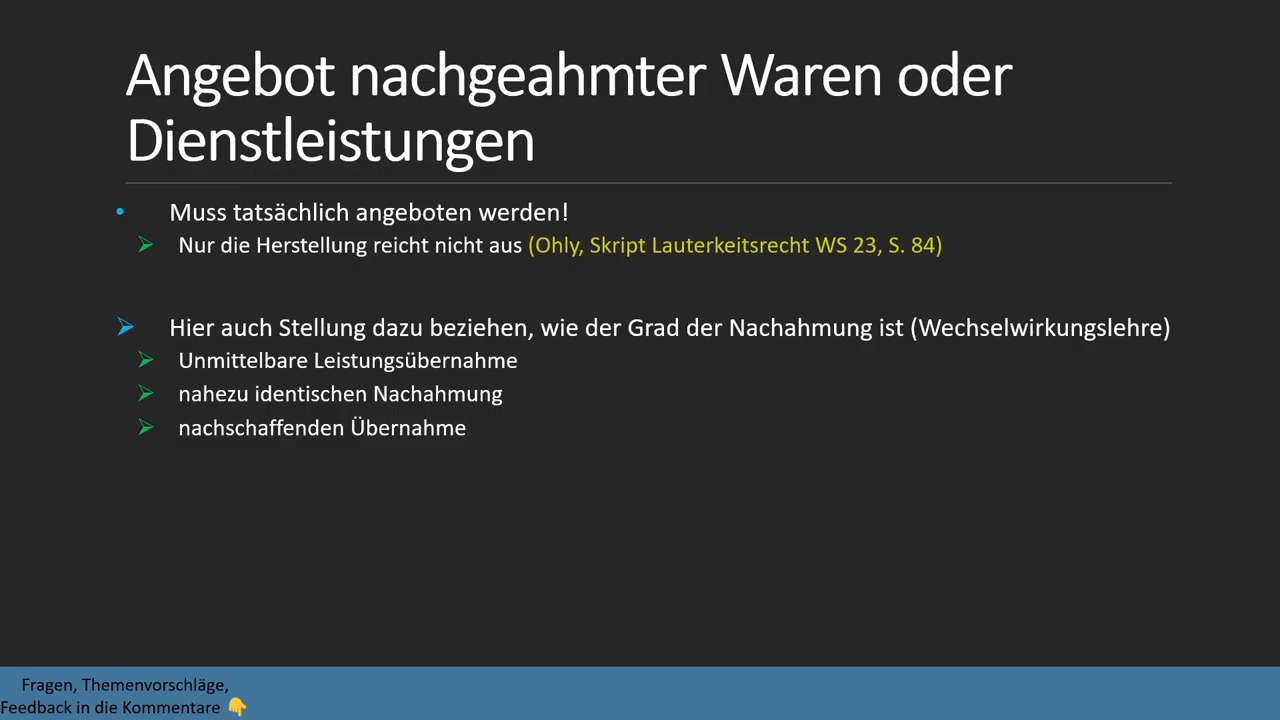 Angebot nachgeahmter Waren oder
Dienstleistungen
• Muss tatsächlich angeboten werden!
➢ Nur die Herstellung reicht nicht aus (Ohly, Skript Lauterkeitsrecht WS 23, S. 84)
➢ Hier auch Stellung dazu beziehen, wie der Grad der Nachahmung ist (Wechselwirkungslehre)
➢ Unmittelbare Leistungsübernahme
➢ nahezu identischen Nachahmung
➢ nachschaffenden Übernahme
Fragen, Themenvorschläge,
Feedback in die Kommentare 👇